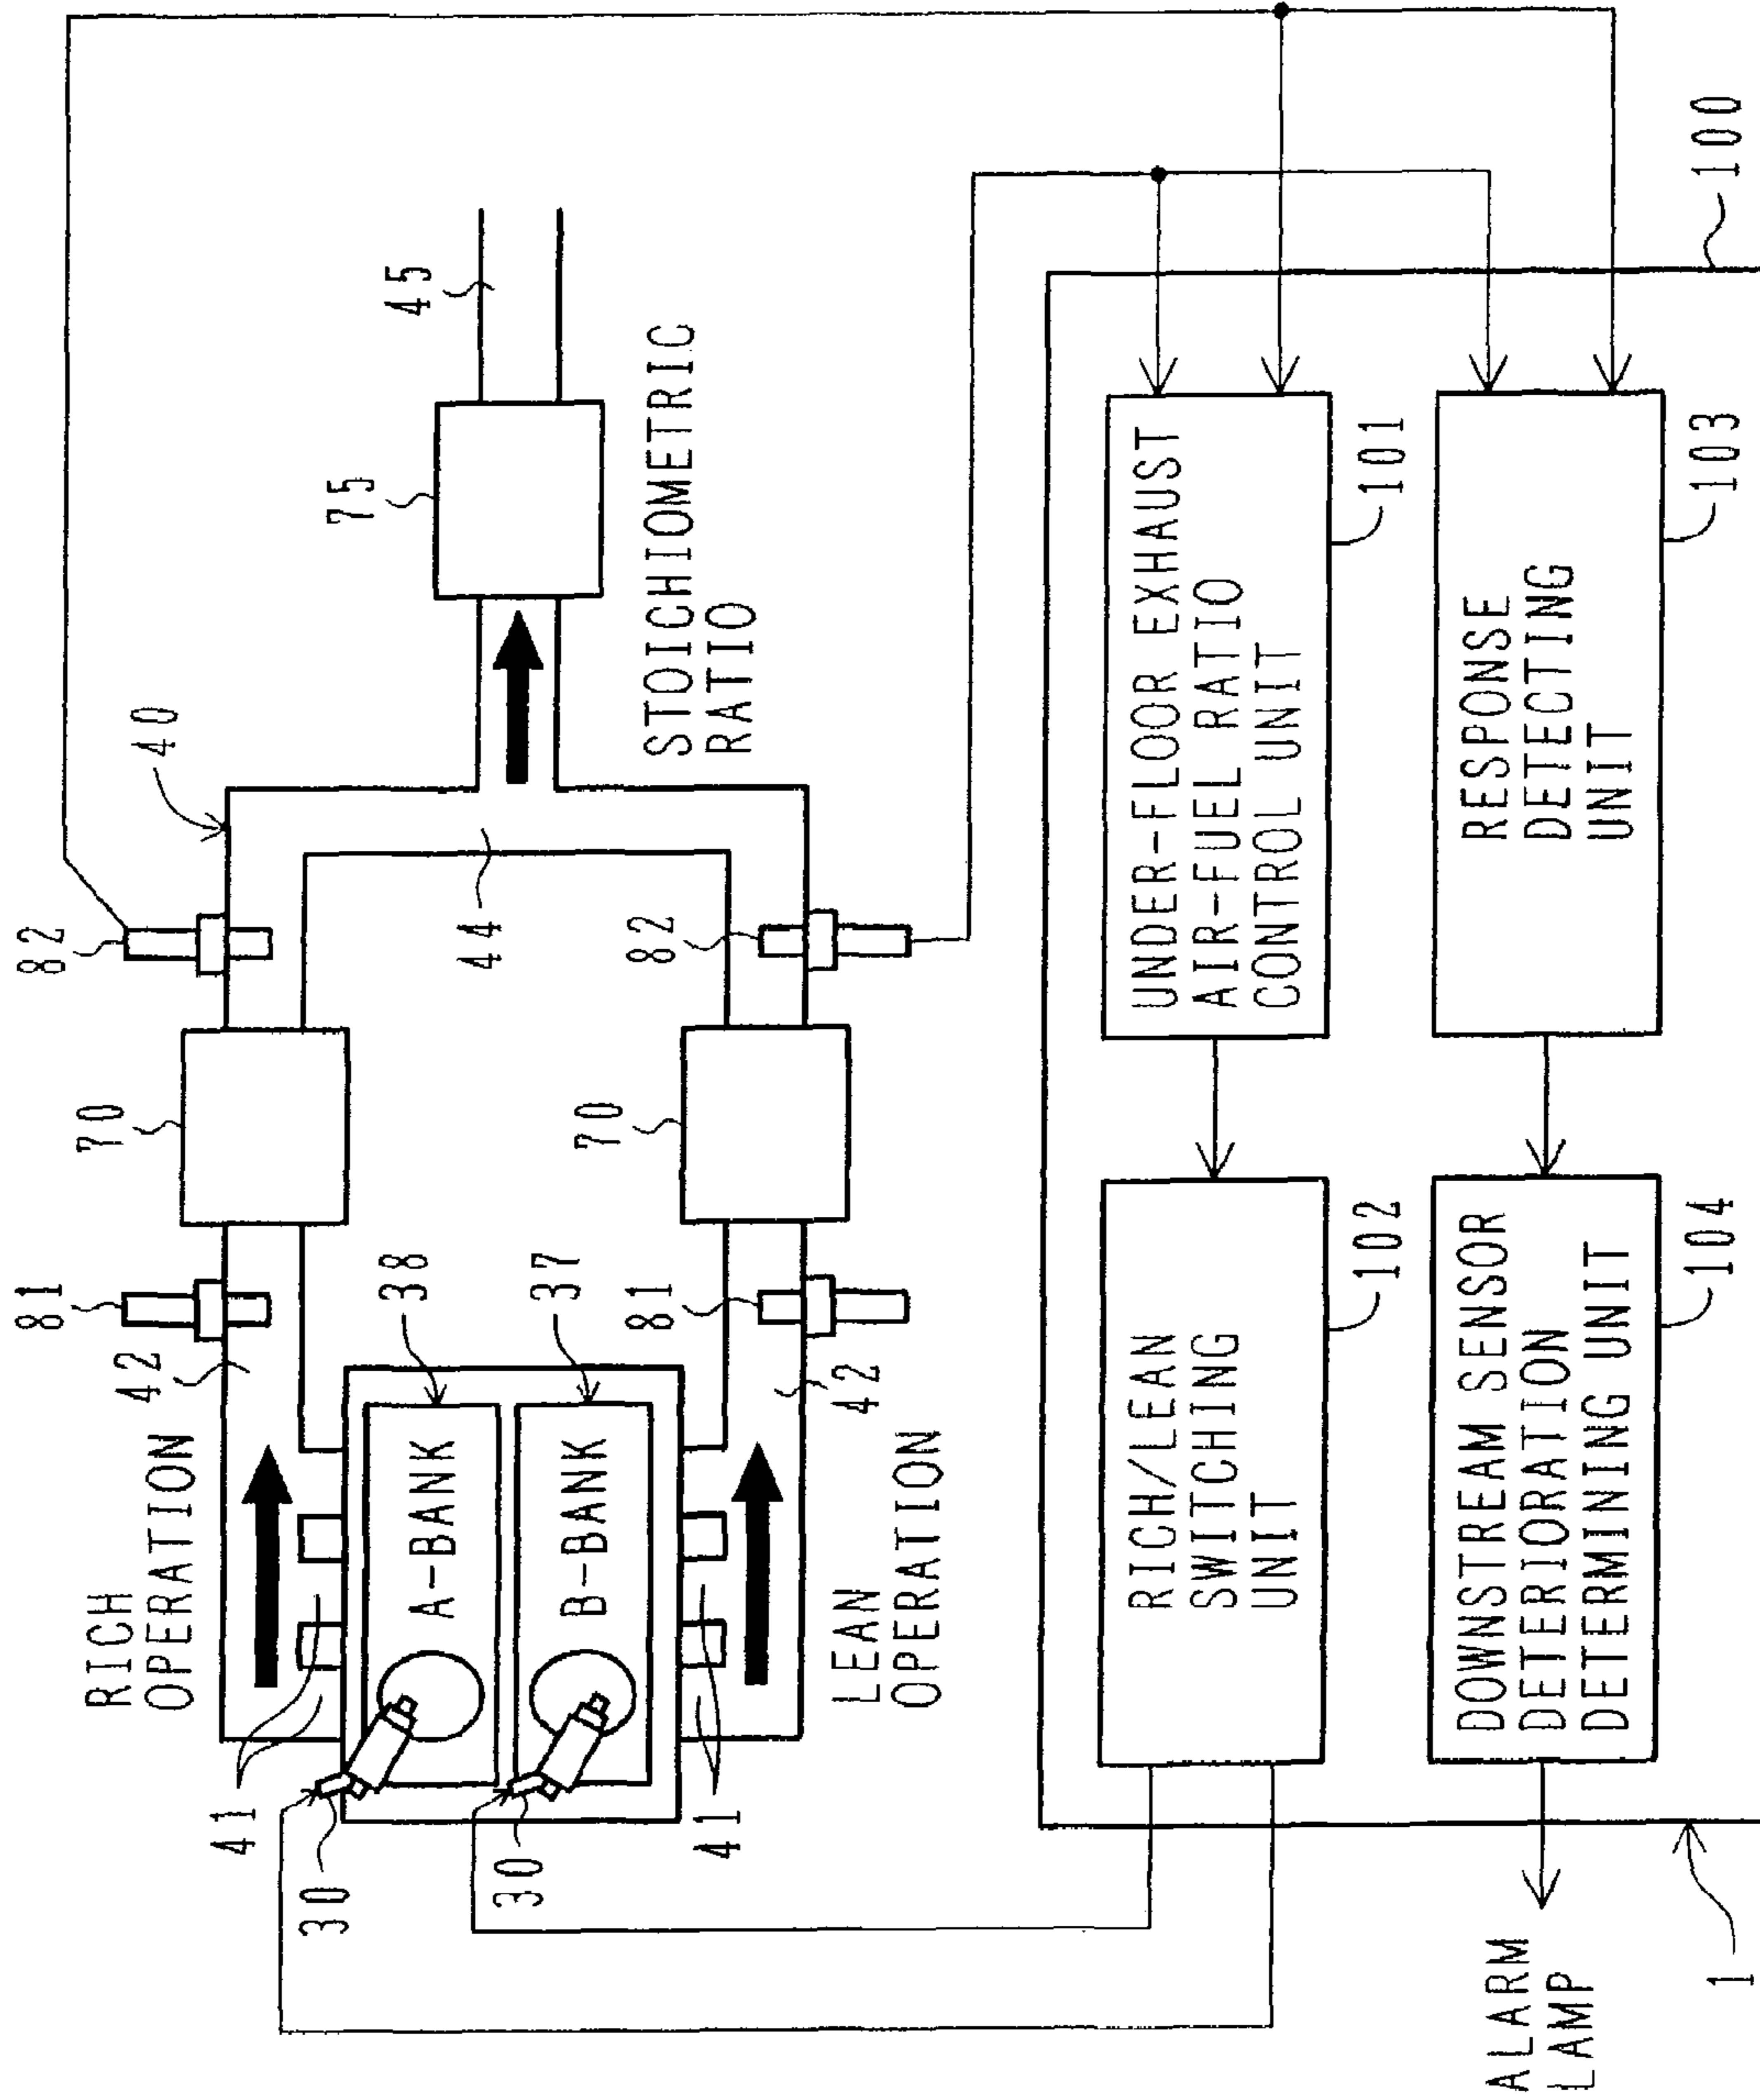 82
81
70
42
RICH
OPERATION
41
30
40
45
75
STOICHIOMETRIC
RATIO
44
38
A-BANK
37
B-BANK
30
82
70
81
42
LEAN
OPERATION
41
100
UNDER-FLOOR EXHAUST
AIR-FUEL RATIO
CONTROL UNIT
101
RICH/LEAN
SWITCHING
UNIT
102
RESPONSE
DETECTING
UNIT
103
DOWNSTREAM SENSOR
DETERIORATION
DETERMINING UNIT
104
ALARM
LAMP
1